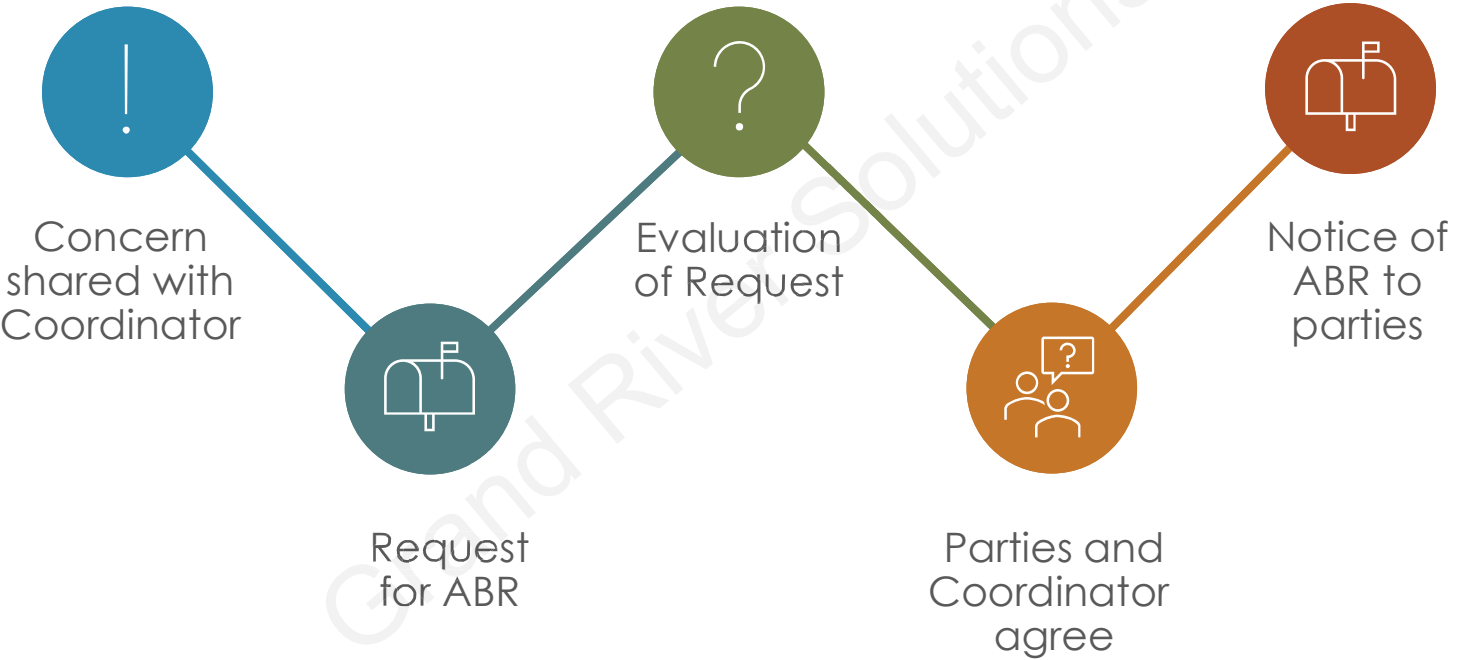 Concern
shared with
Coordinator
Request
for ABR
Evaluation
of Request
Parties and
Coordinator
agree
Notice of
ABR to
parties
Grand River Solutions